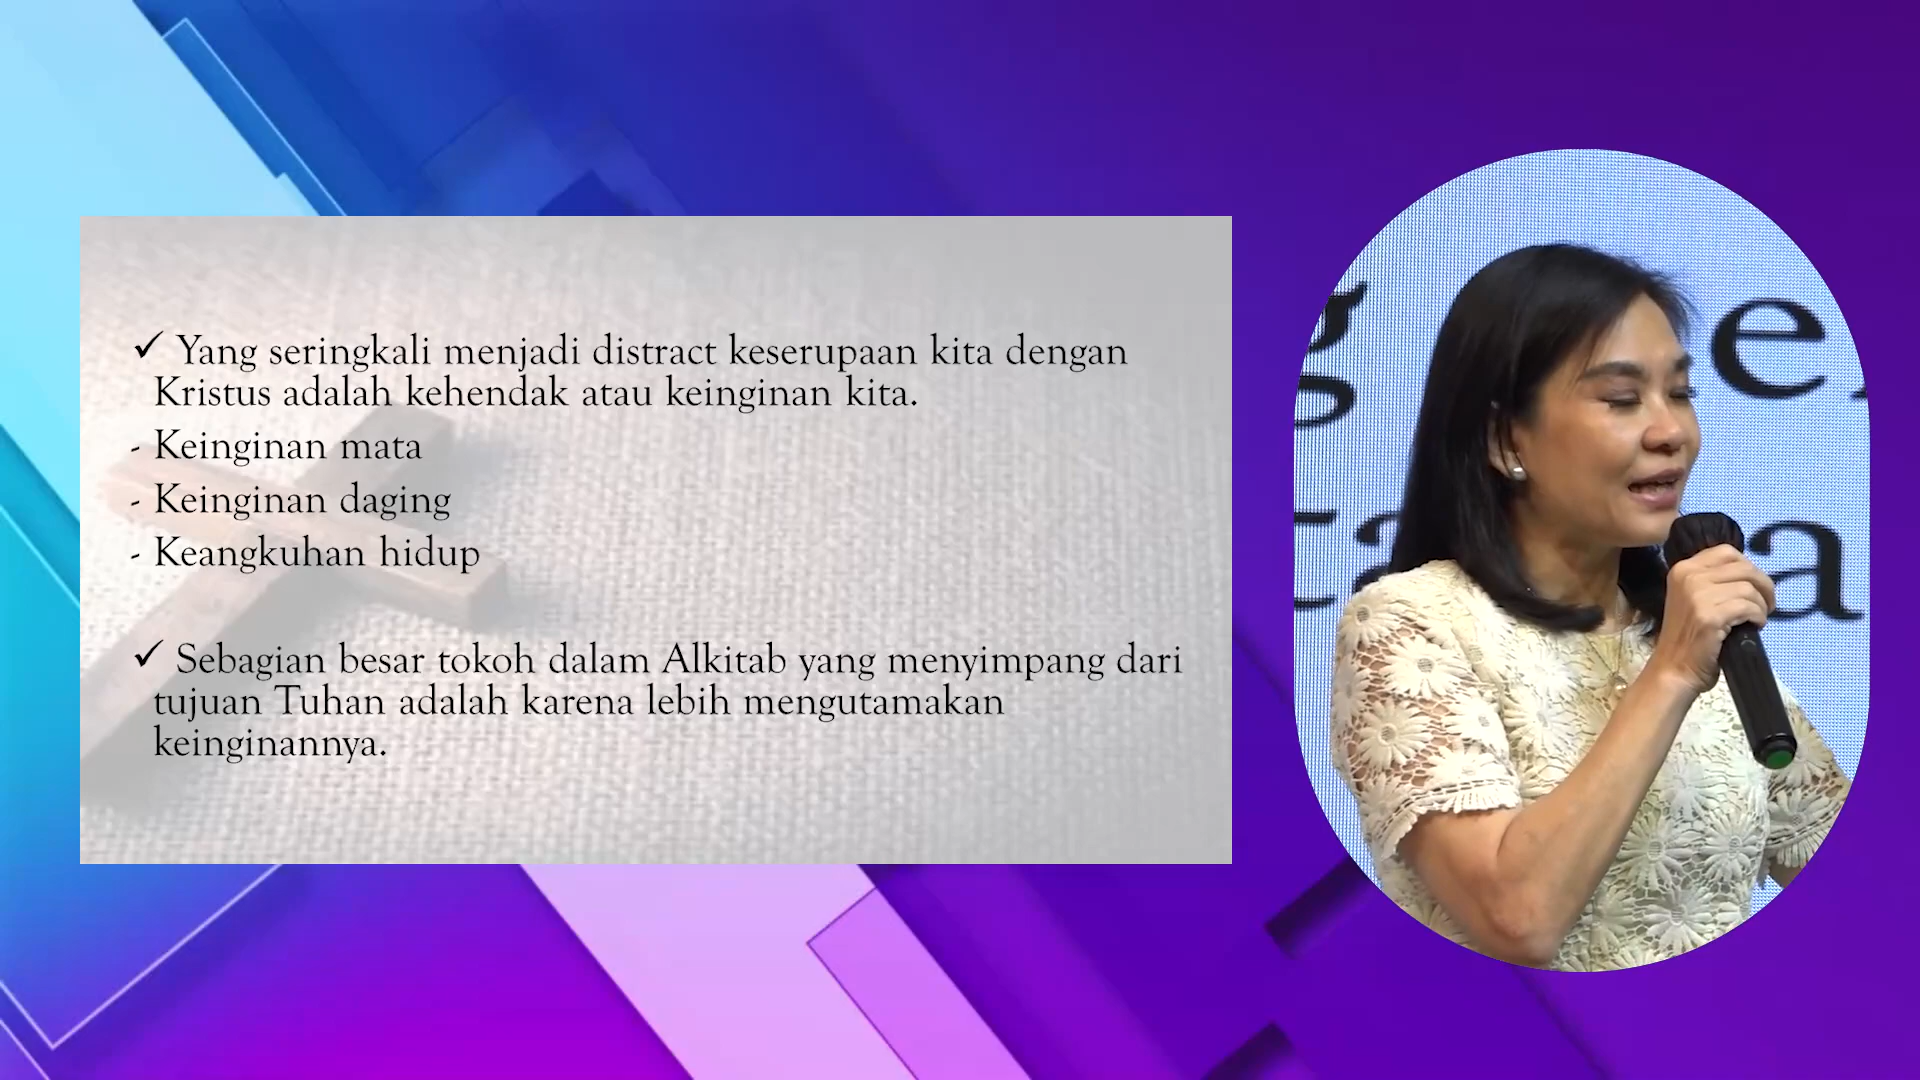 ✓ Yang seringkali menjadi distract keserupaan kita dengan
Kristus adalah kehendak atau keinginan kita.
- Keinginan mata
- Keinginan daging
- Keangkuhan hidup
✓ Sebagian besar tokoh dalam Alkitab yang menyimpang dari
tujuan Tuhan adalah karena lebih mengutamakan
keinginannya.